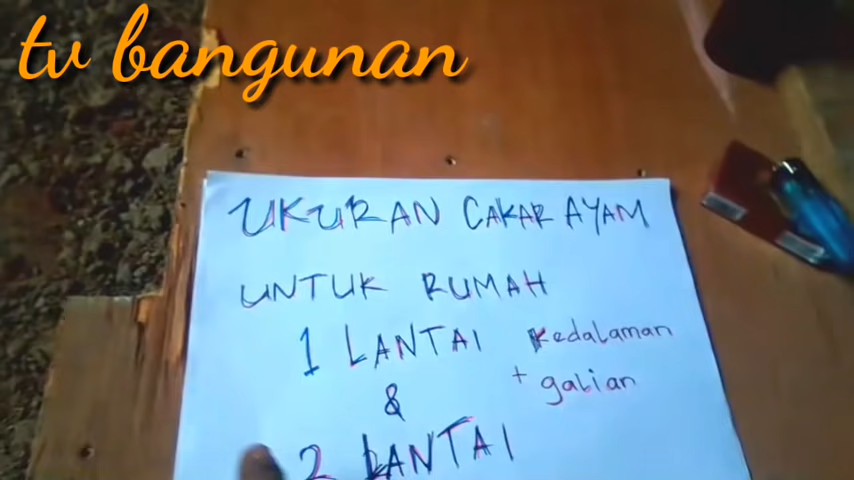 tv bangunan
UKURAN CAKAR AYAM
UNTUK RUMAH
1 LANTAI kedalaman
& + galian
2 LANTAI